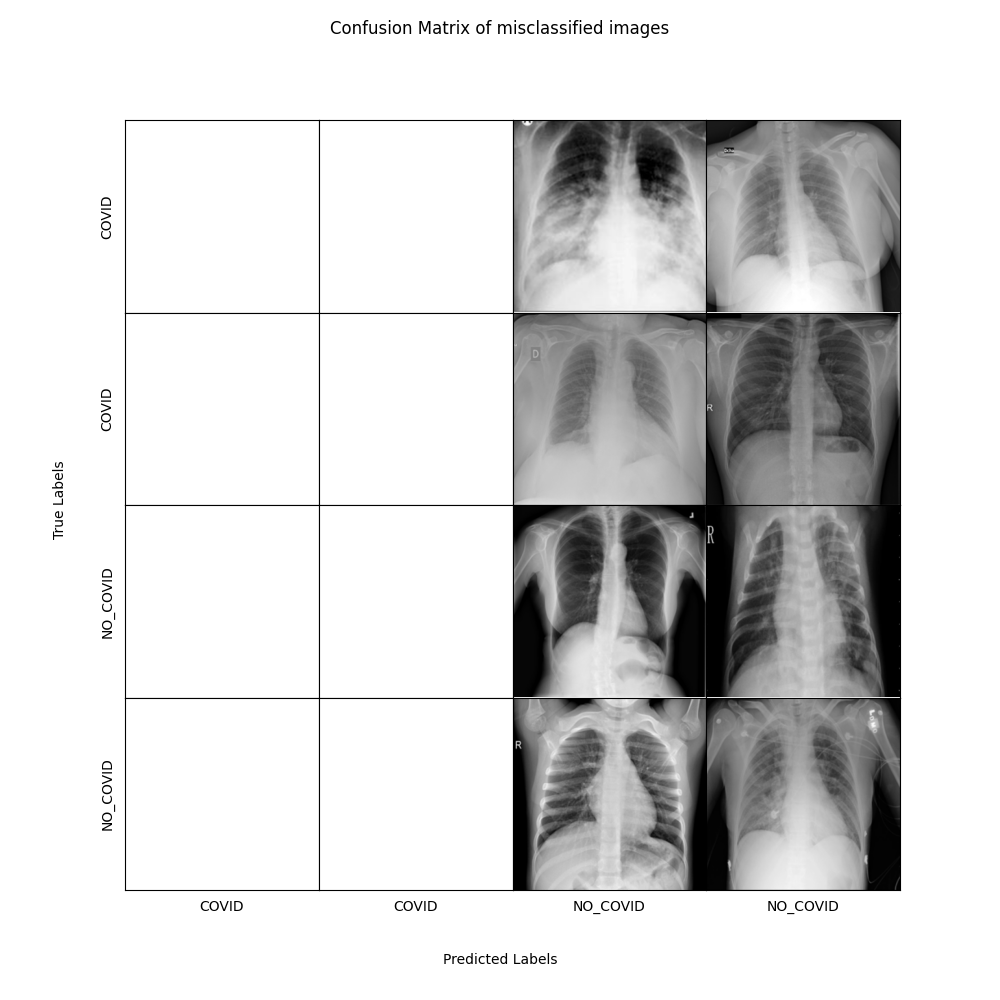 Confusion Matrix of misclassified images
COVID
COVID
D
R
True Labels
NO_COVID
R
NO_COVID
R
COVID
COVID
NO_COVID
NO_COVID
Predicted Labels